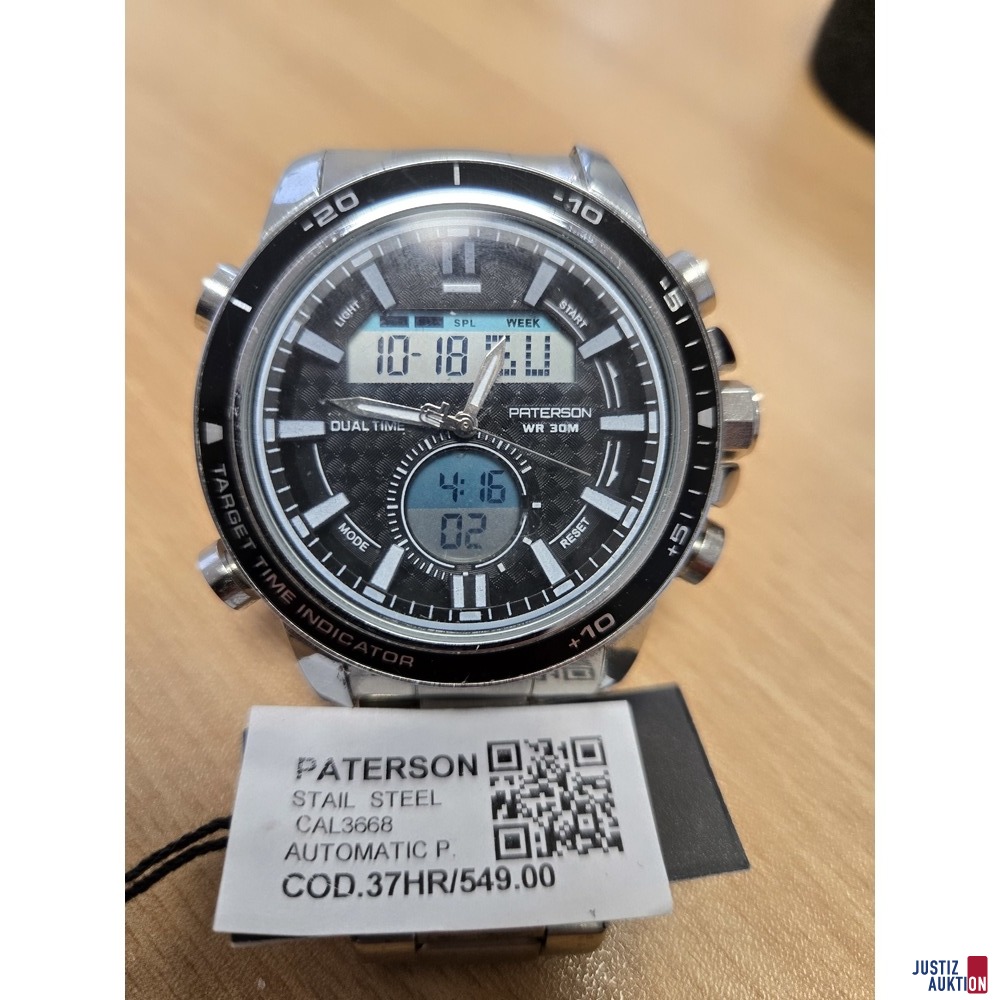 -20
-10
-5
LIGHT
START
SPL WEEK
10-18
PATERSON
WR 30M
DUAL TIME
4:16
02
MODE
RESET
+5
+10
TARGET TIME INDICATOR
PATERSON
STAIL STEEL
CAL3668
AUTOMATIC P.
COD.37HR/549.00
JUSTIZ
AUKTION